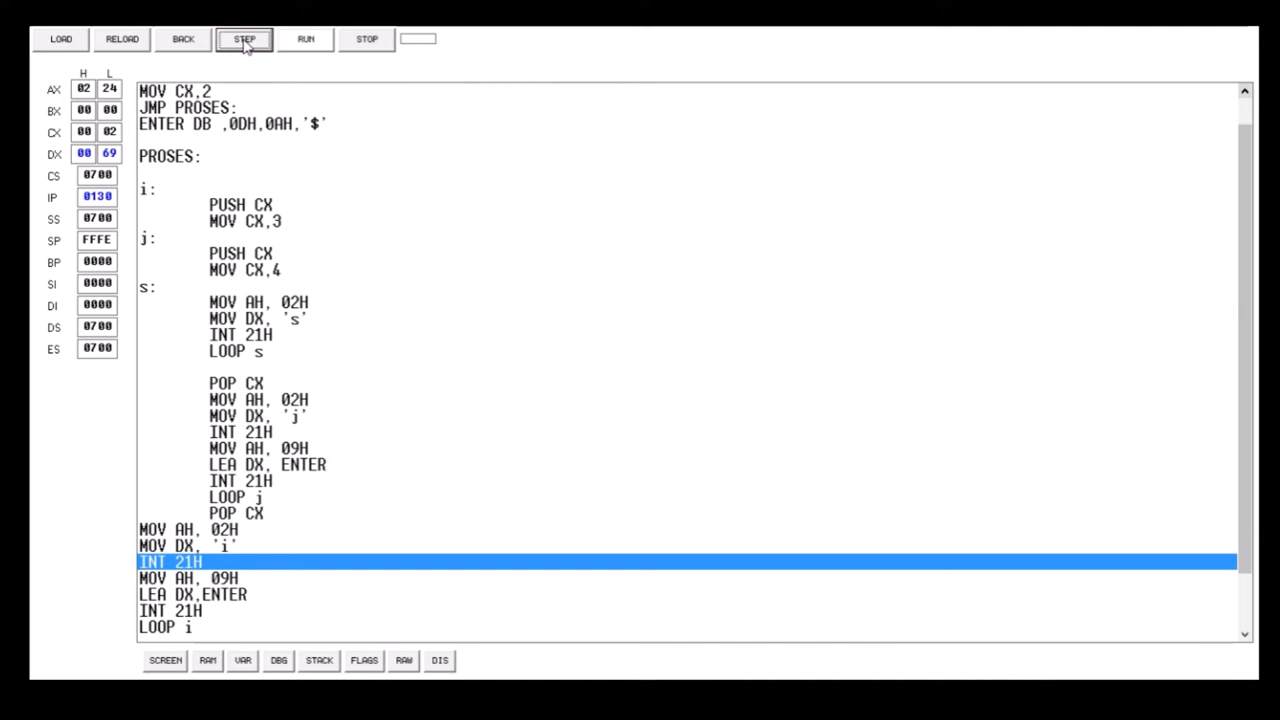 LOAD RELOAD BACK STEP RUN STOP
H L
AX 02 24
BX 00 00
CX 00 02
DX 00 69
CS 0700
IP 0130
SS 0700
SP FFFE
BP 0000
SI 0000
DI 0000
DS 0700
ES 0700
MOV CX,2
JMP PROSES:
ENTER DB ,0DH,0AH,'$'
PROSES:
i:
PUSH CX
MOV CX,3
j:
PUSH CX
MOV CX,4
s:
MOV AH, 02H
MOV DX, 's'
INT 21H
LOOP s
POP CX
MOV AH, 02H
MOV DX, 'j'
INT 21H
MOV AH, 09H
LEA DX, ENTER
INT 21H
LOOP j
POP CX
MOV AH, 02H
MOV DX, 'i'
INT 21H
MOV AH, 09H
LEA DX,ENTER
INT 21H
LOOP i
SCREEN RAM VAR DBG STACK FLAGS RAW DIS